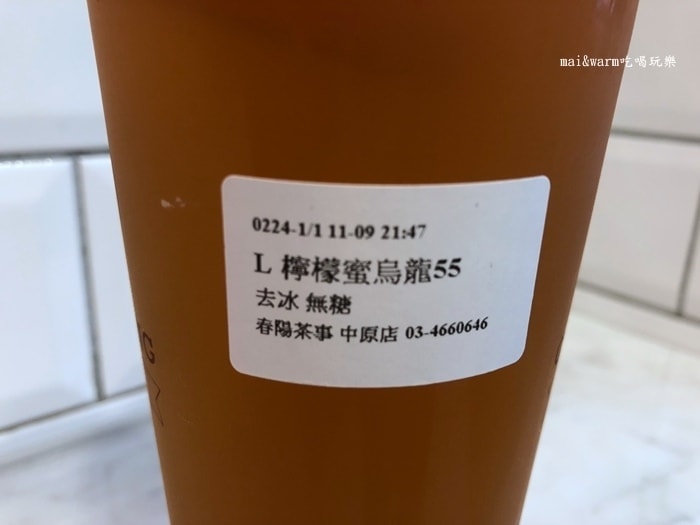 mai&warm吃喝玩樂
0224-1/1 11-09 21:47
L 檸檬蜜烏龍55
去冰 無糖
春陽茶事 中原店 03-4660646
G